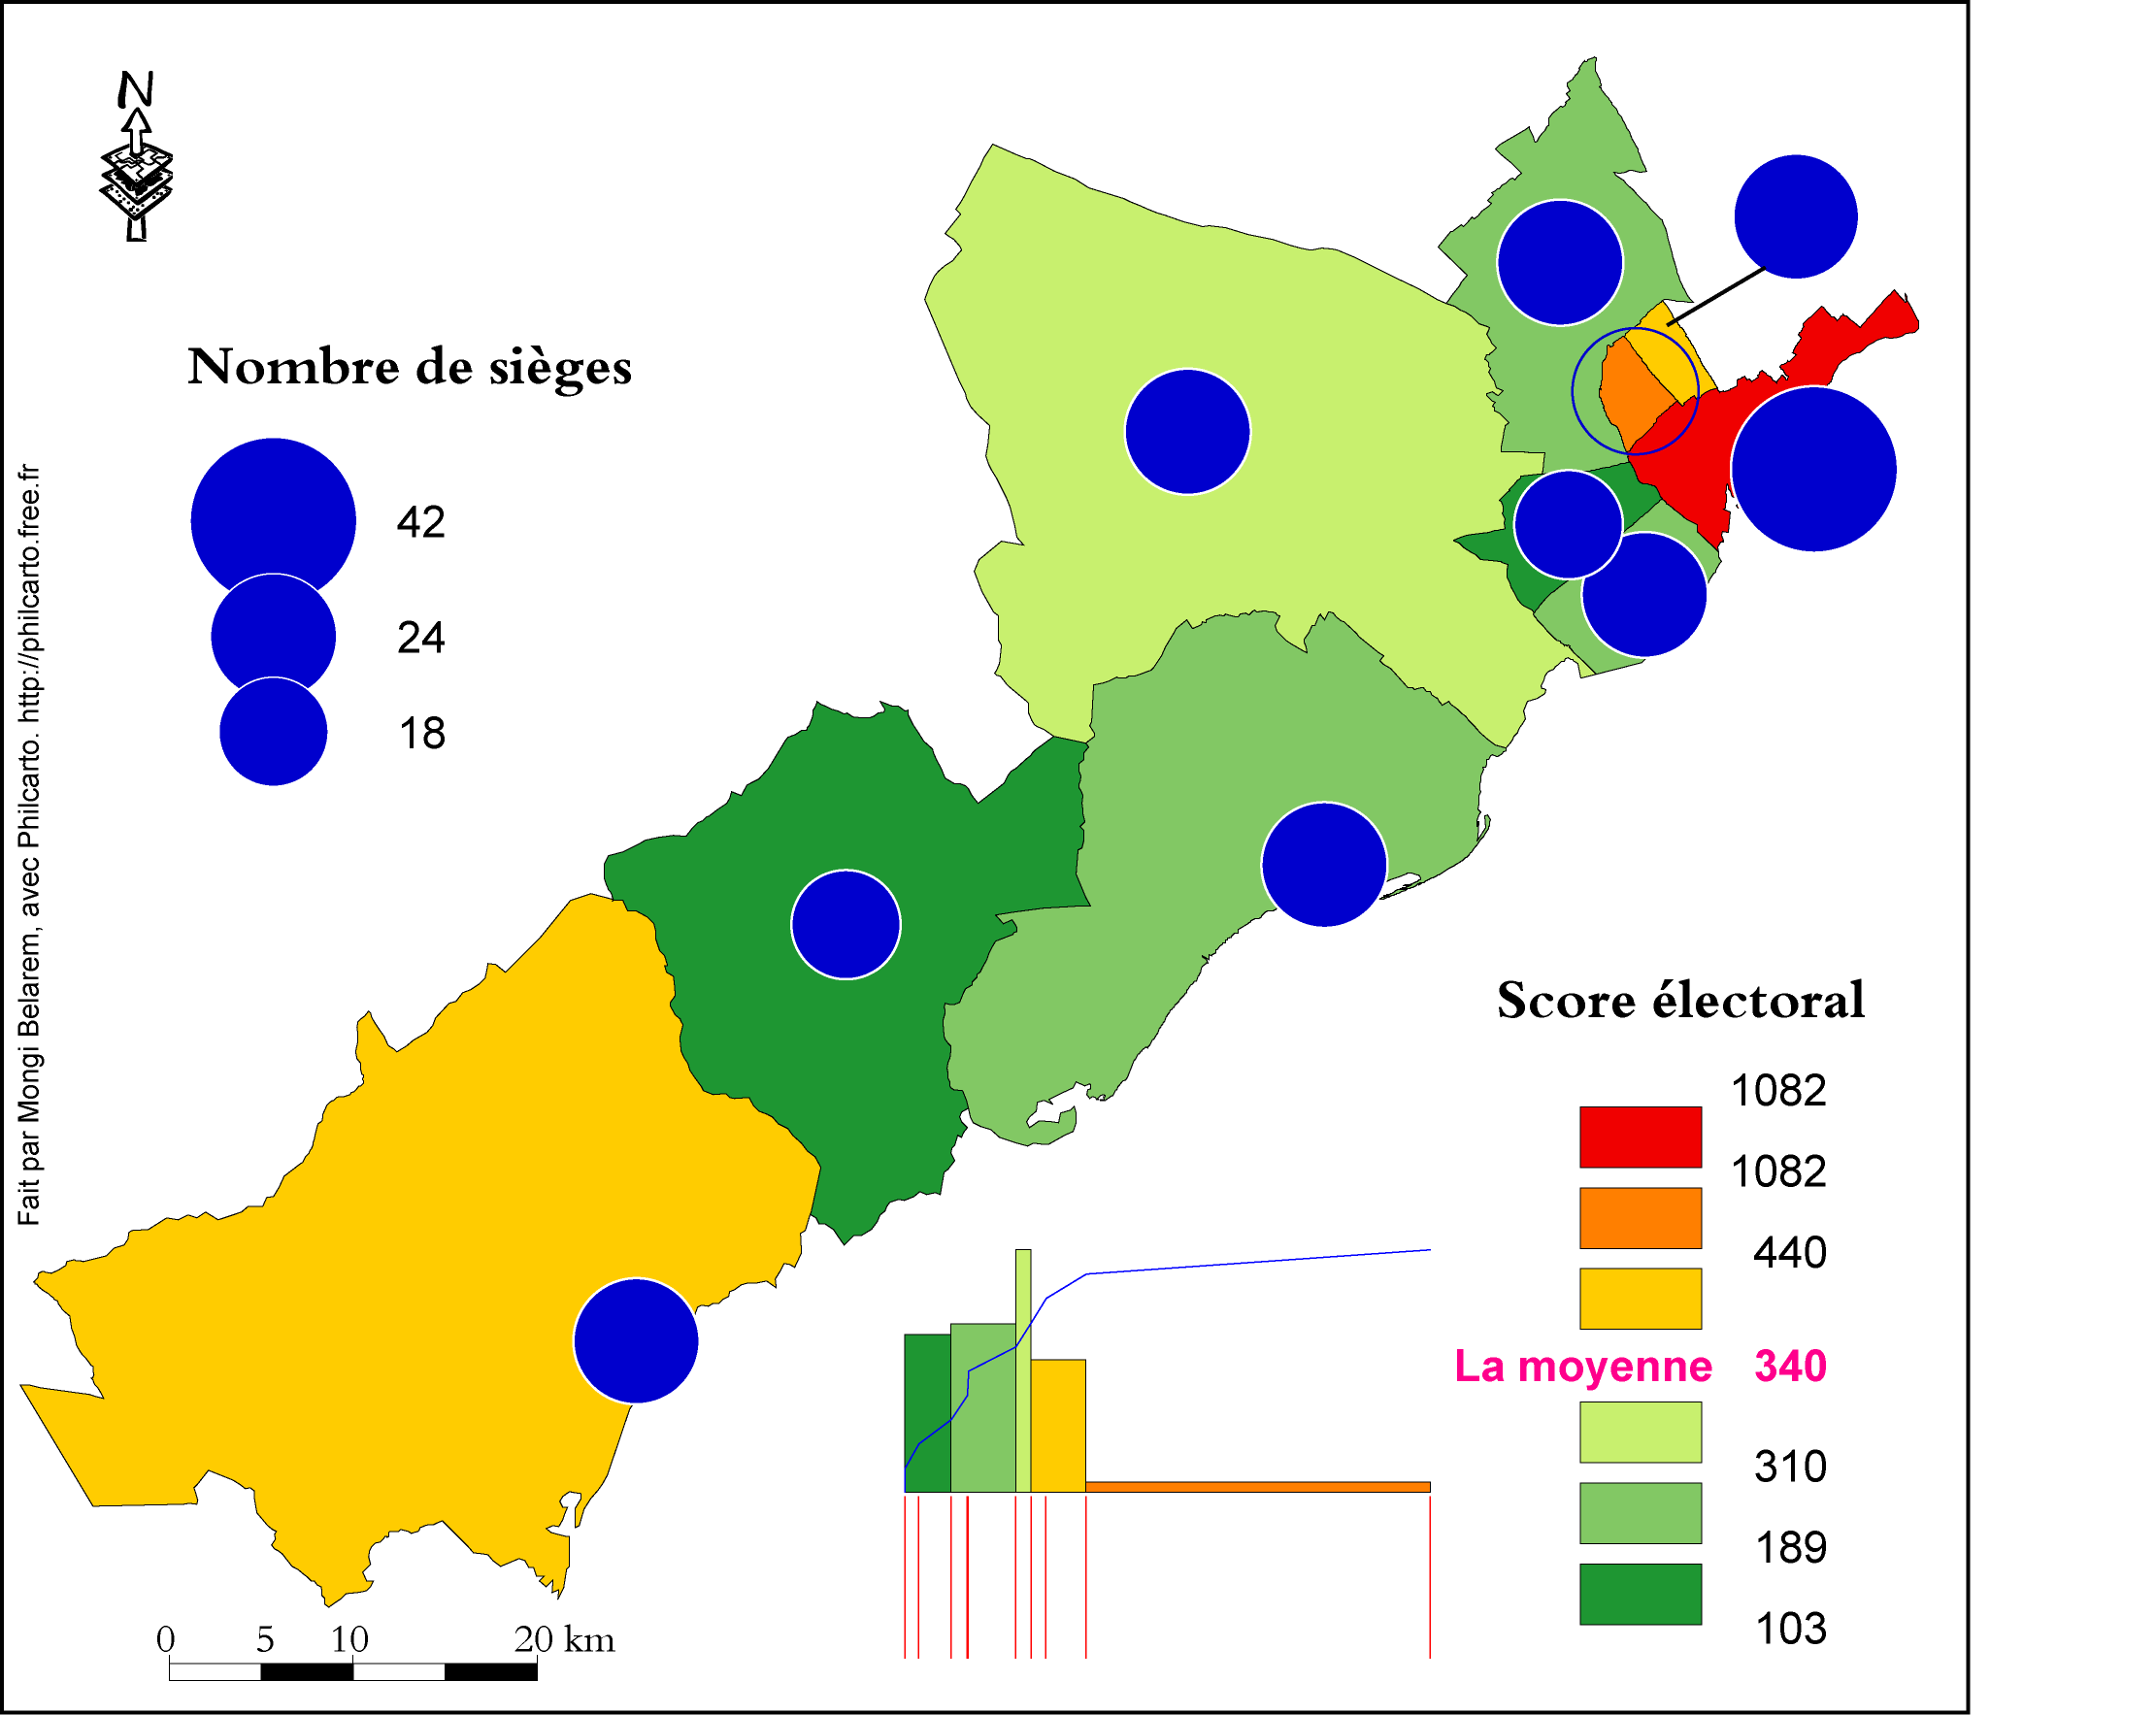 N
Nombre de sièges
42
24
18
Fait par Mongi Belarem, avec Philcarto. http://philcarto.free.fr
Score électoral
1082
1082
440
La moyenne 340
310
189
103
0 5 10 20 km